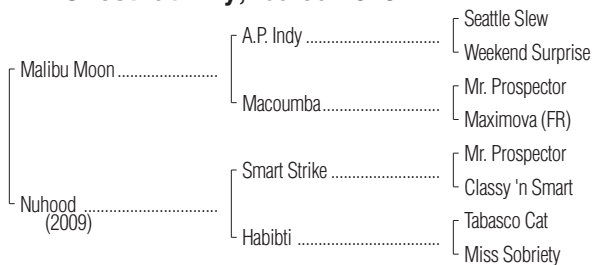 Seattle Slew
A.P. Indy
Weekend Surprise
Malibu Moon
Mr. Prospector
Macoumba
Maximova (FR)
Mr. Prospector
Smart Strike
Classy 'n Smart
Nuhood
(2009)
Tabasco Cat
Habibti
Miss Sobriety